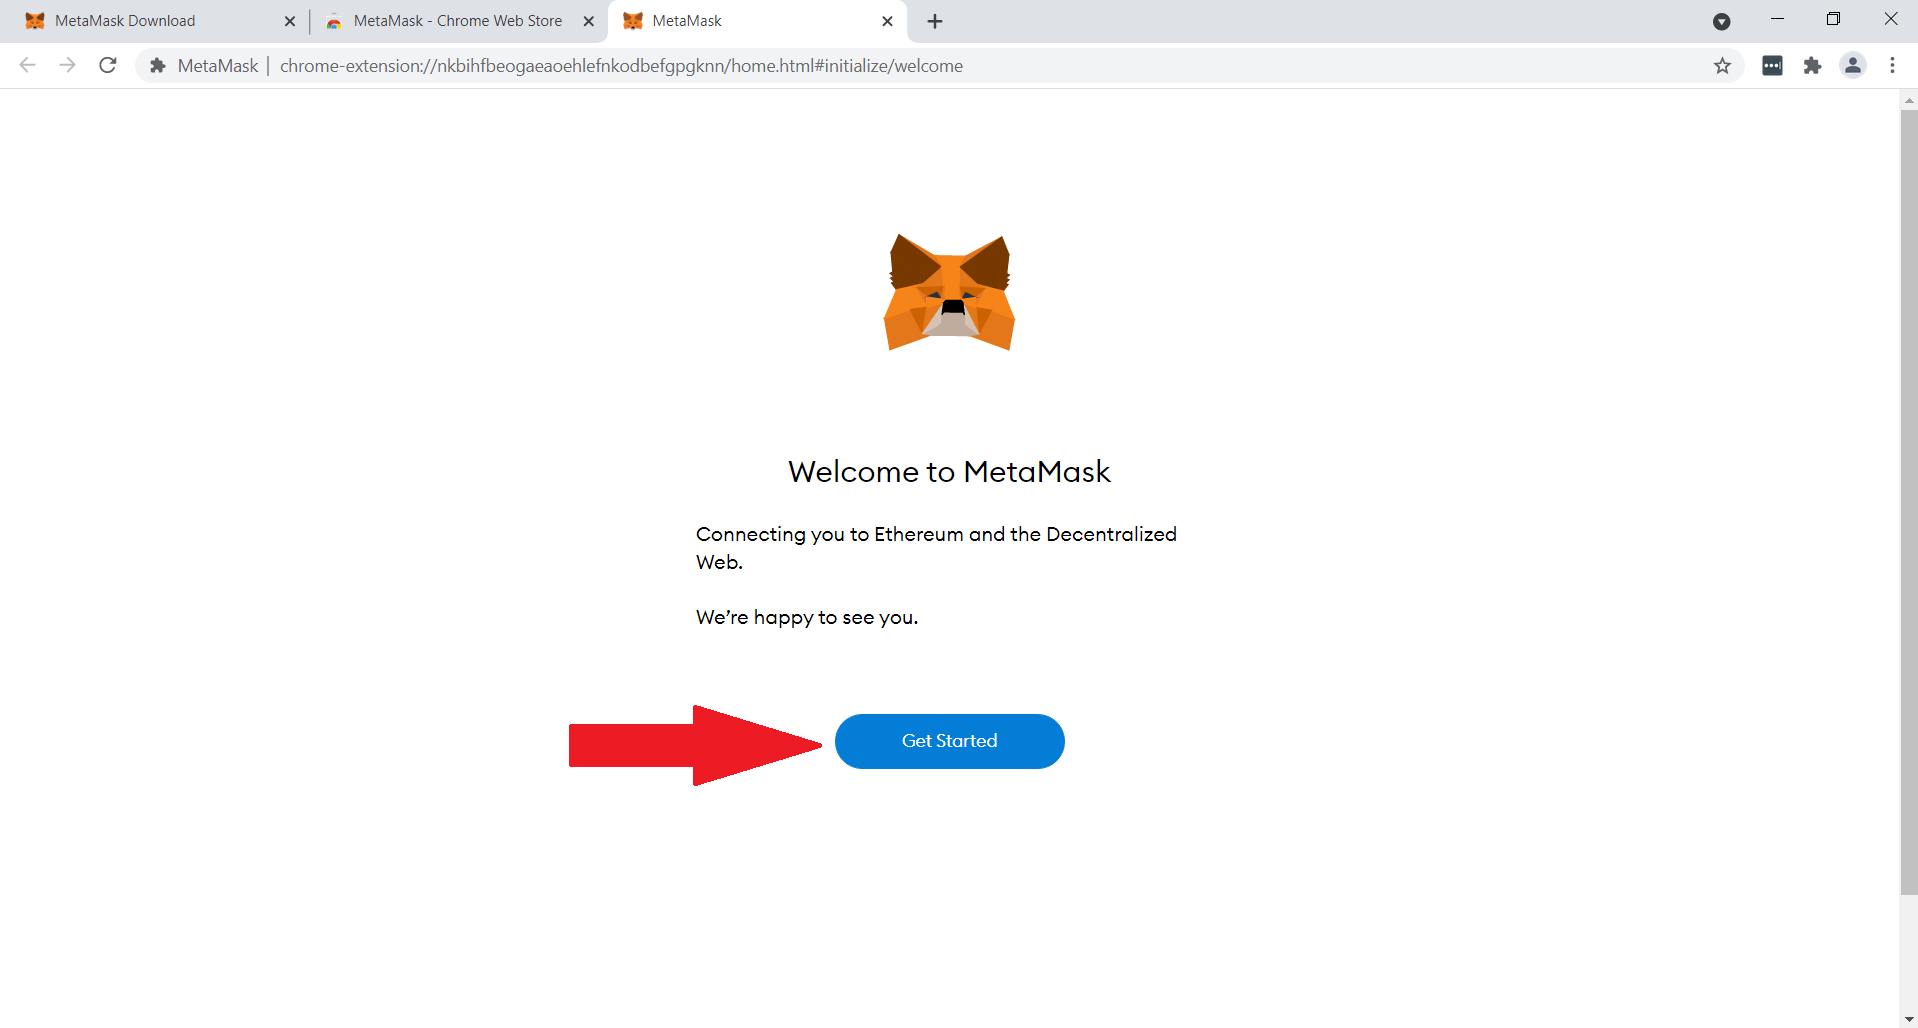 MetaMask Download
MetaMask - Chrome Web Store
MetaMask
MetaMask | chrome-extension://nkbihfbeogaeaoehlefnkodbefgpgknn/home.html#initialize/welcome
Welcome to MetaMask
Connecting you to Ethereum and the Decentralized
Web.
We’re happy to see you.
Get Started